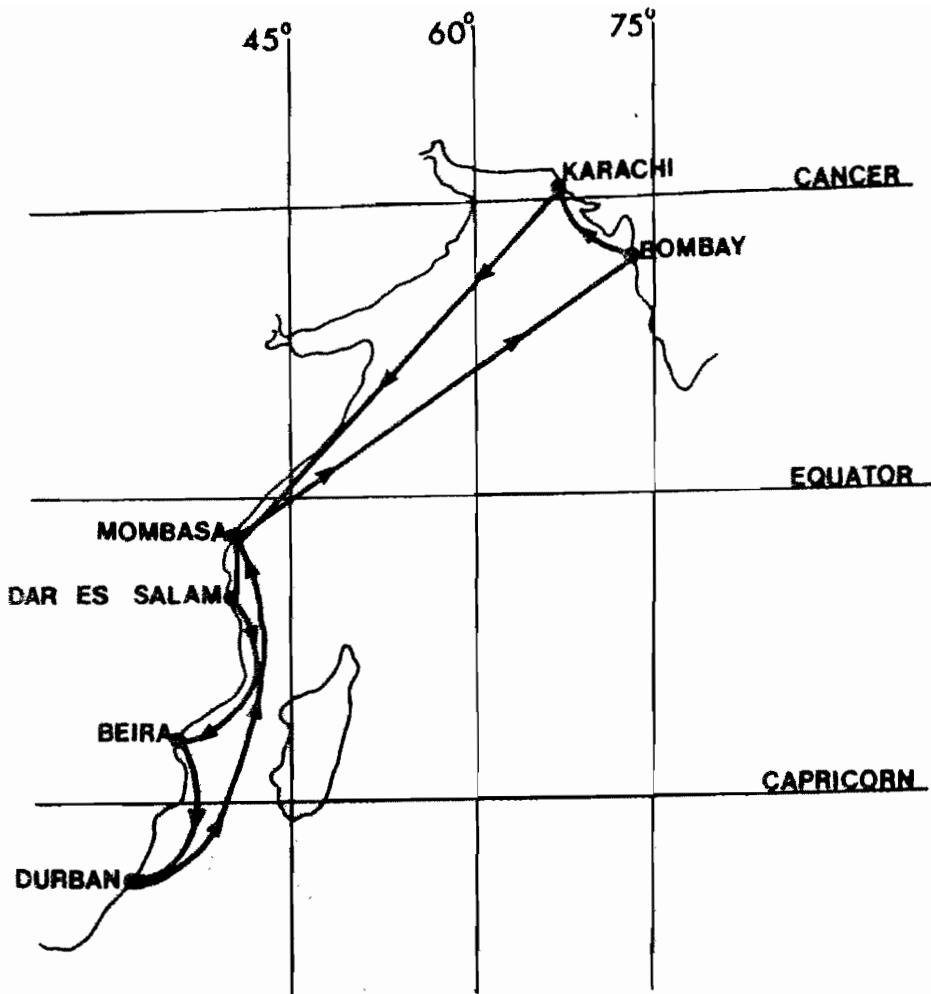 45° 60° 75°
KARACHI
CANCER
BOMBAY
EQUATOR
MOMBASA
DAR ES SALAM
BEIRA
CAPRICORN
DURBAN